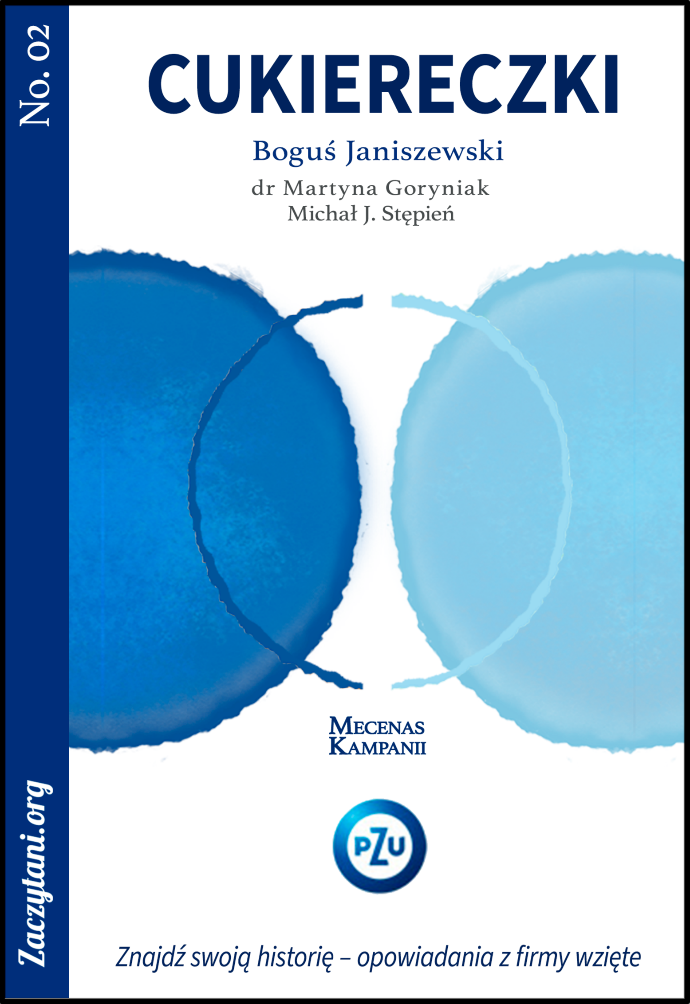 No. 02
CUKIERECZKI
Boguś Janiszewski
dr Martyna Goryniak
Michał J. Stępień
MECENAS
KAMPANII
PZU
Zaczytani.org
Znajdź swoją historię – opowiadania z firmy wzięte